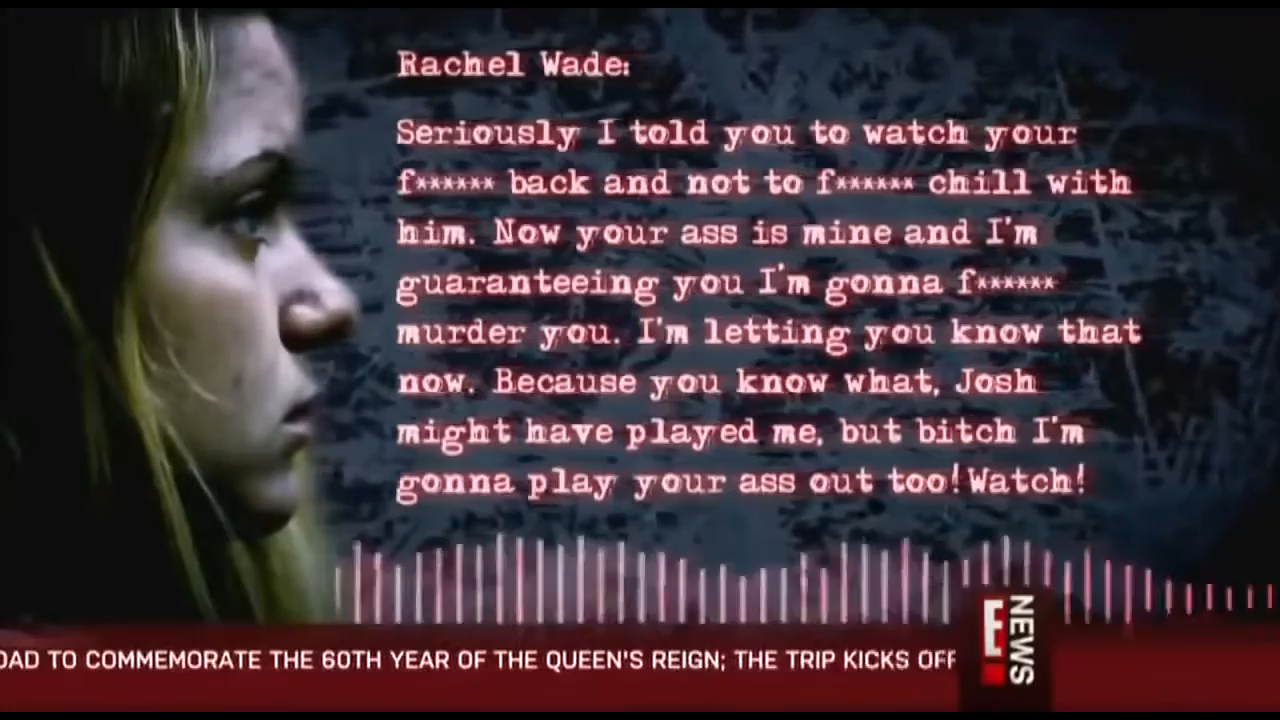 Rachel Wade:
Seriously I told you to watch your
f****** back and not to f****** chill with
him. Now your ass is mine and I'm
guaranteeing you I'm gonna f******
murder you. I'm letting you know that
now. Because you know what, Josh
might have played me, but bitch I'm
gonna play your ass out too! Watch!
OAD TO COMMEMORATE THE 60TH YEAR OF THE QUEEN'S REIGN; THE TRIP KICKS OFF
E! NEWS